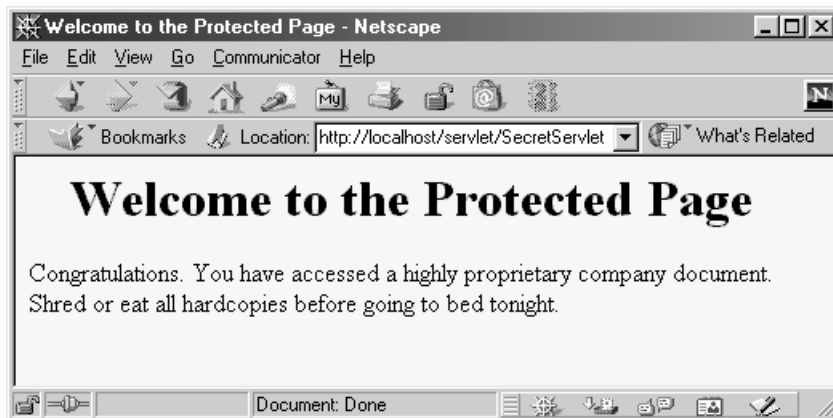 Welcome to the Protected Page - Netscape
File Edit View Go Communicator Help
My
N
Bookmarks Location: http://localhost/servlet/SecretServlet What's Related
Welcome to the Protected Page
Congratulations. You have accessed a highly proprietary company document.
Shred or eat all hardcopies before going to bed tonight.
Document: Done